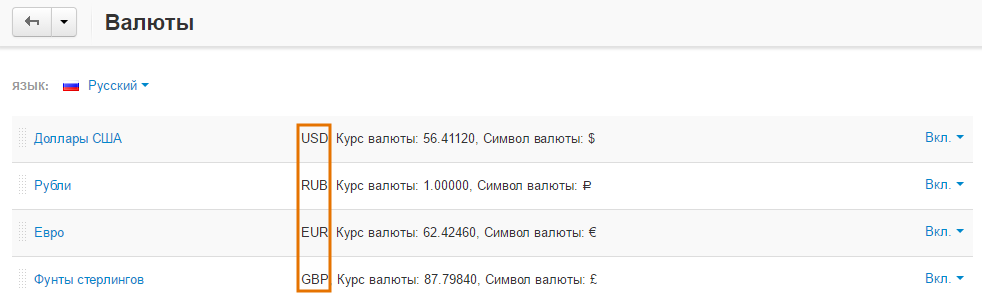 Валюты
ЯЗЫК: Русский
Доллары США USD Курс валюты: 56.41120, Символ валюты: $ Вкл.
Рубли RUB Курс валюты: 1.00000, Символ валюты: ₽ Вкл.
Евро EUR Курс валюты: 62.42460, Символ валюты: € Вкл.
Фунты стерлингов GBP Курс валюты: 87.79840, Символ валюты: £ Вкл.